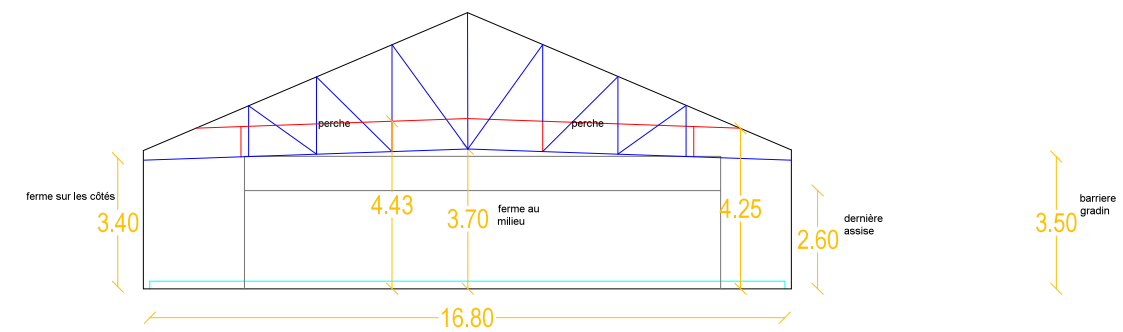 perche
perche
ferme sur les côtés
3.40
4.43
3.70
ferme au
milieu
4.25
dernière
assise
2.60
barriere
gradin
3.50
16.80